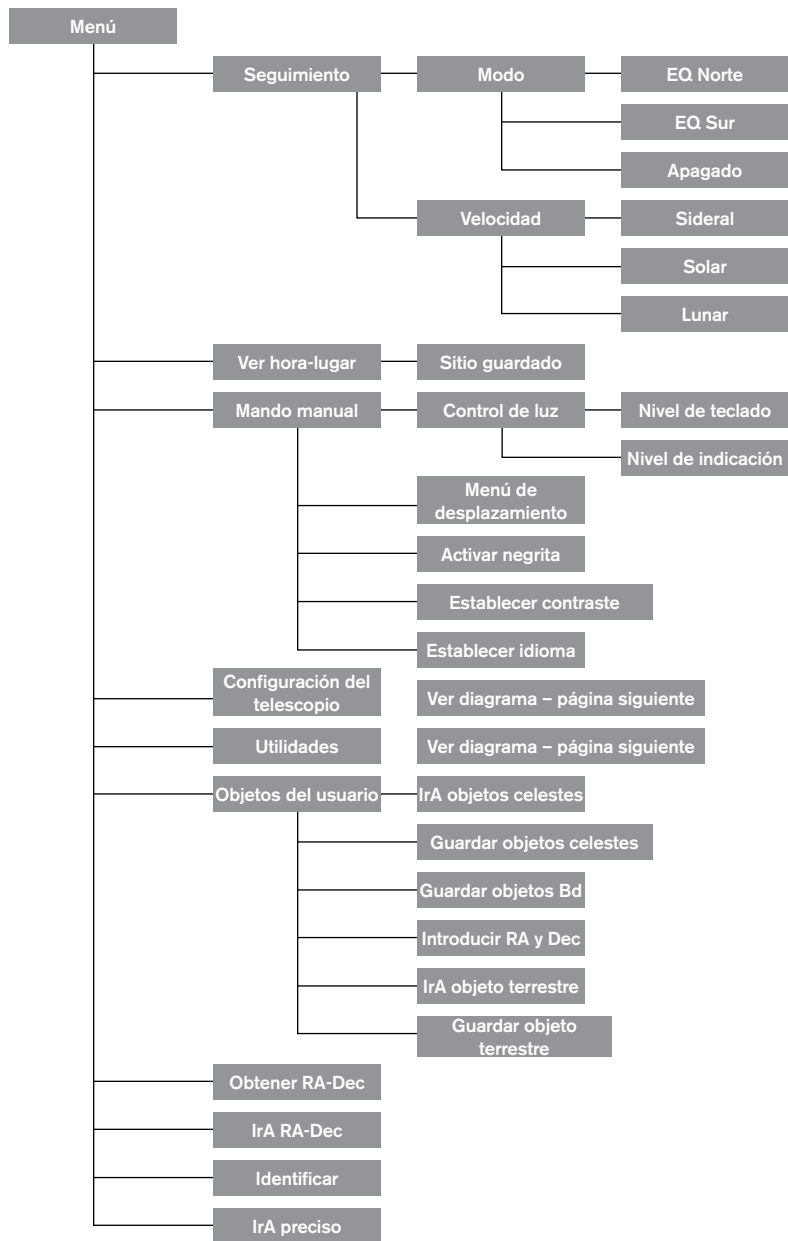 Menú
Seguimiento
Modo
EQ Norte
EQ Sur
Apagado
Velocidad
Sideral
Solar
Lunar
Ver hora-lugar
Sitio guardado
Mando manual
Control de luz
Nivel de teclado
Nivel de indicación
Menú de
desplazamiento
Activar negrita
Establecer contraste
Establecer idioma
Configuración del
telescopio
Ver diagrama – página siguiente
Utilidades
Ver diagrama – página siguiente
Objetos del usuario
IrA objetos celestes
Guardar objetos celestes
Guardar objetos Bd
Introducir RA y Dec
IrA objeto terrestre
Guardar objeto
terrestre
Obtener RA-Dec
IrA RA-Dec
Identificar
IrA preciso